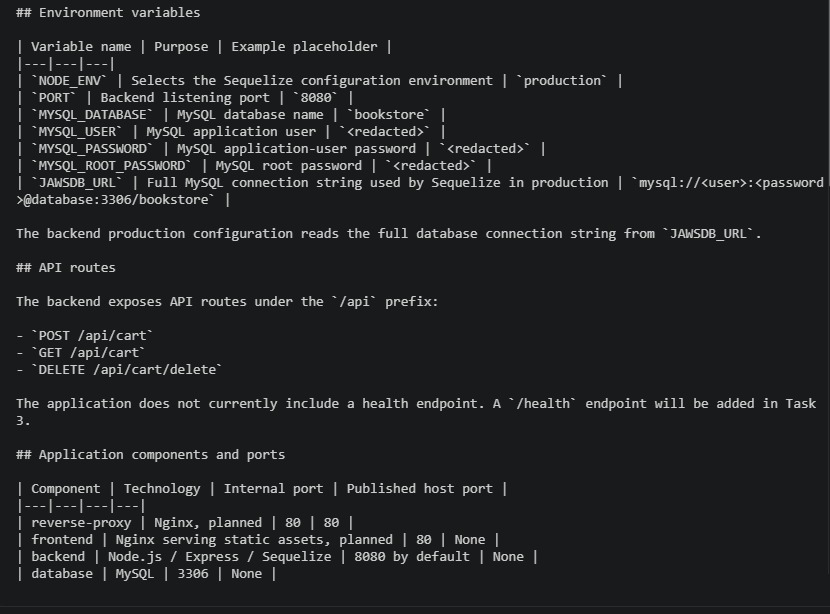 ## Environment variables
| Variable name | Purpose | Example placeholder |
|---|---|---|
| `NODE_ENV` | Selects the Sequelize configuration environment | `production` |
| `PORT` | Backend listening port | `8080` |
| `MYSQL_DATABASE` | MySQL database name | `bookstore` |
| `MYSQL_USER` | MySQL application user | `<redacted>` |
| `MYSQL_PASSWORD` | MySQL application-user password | `<redacted>` |
| `MYSQL_ROOT_PASSWORD` | MySQL root password | `<redacted>` |
| `JAWSDB_URL` | Full MySQL connection string used by Sequelize in production | `mysql://<user>:<password
>@database:3306/bookstore` |
The backend production configuration reads the full database connection string from `JAWSDB_URL`.
## API routes
The backend exposes API routes under the `/api` prefix:
- `POST /api/cart`
- `GET /api/cart`
- `DELETE /api/cart/delete`
The application does not currently include a health endpoint. A `/health` endpoint will be added in Task
3.
## Application components and ports
| Component | Technology | Internal port | Published host port |
|---|---|---|---|
| reverse-proxy | Nginx, planned | 80 | 80 |
| frontend | Nginx serving static assets, planned | 80 | None |
| backend | Node.js / Express / Sequelize | 8080 by default | None |
| database | MySQL | 3306 | None |